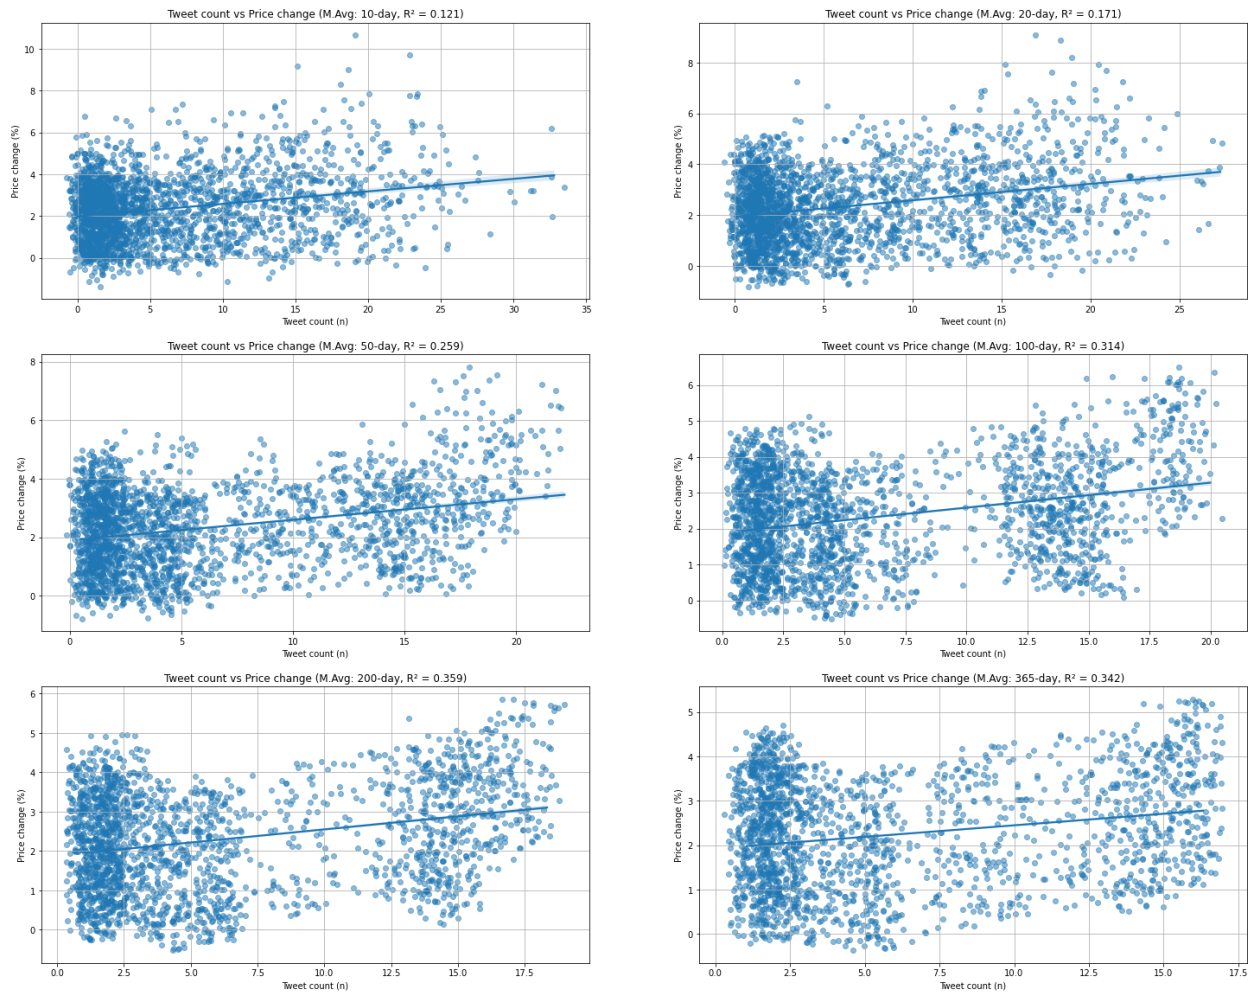 Tweet count vs Price change (M.Avg: 10-day, R² = 0.121)
Price change (%)
10
8
6
4
2
0
0 5 10 15 20 25 30 35
Tweet count (n)
Tweet count vs Price change (M.Avg: 20-day, R² = 0.171)
Price change (%)
8
6
4
2
0
0 5 10 15 20 25
Tweet count (n)
Tweet count vs Price change (M.Avg: 50-day, R² = 0.259)
Price change (%)
8
6
4
2
0
0 5 10 15 20
Tweet count (n)
Tweet count vs Price change (M.Avg: 100-day, R² = 0.314)
Price change (%)
6
5
4
3
2
1
0
0.0 2.5 5.0 7.5 10.0 12.5 15.0 17.5 20.0
Tweet count (n)
Tweet count vs Price change (M.Avg: 200-day, R² = 0.359)
Price change (%)
6
5
4
3
2
1
0
0.0 2.5 5.0 7.5 10.0 12.5 15.0 17.5
Tweet count (n)
Tweet count vs Price change (M.Avg: 365-day, R² = 0.342)
Price change (%)
5
4
3
2
1
0
0.0 2.5 5.0 7.5 10.0 12.5 15.0 17.5
Tweet count (n)